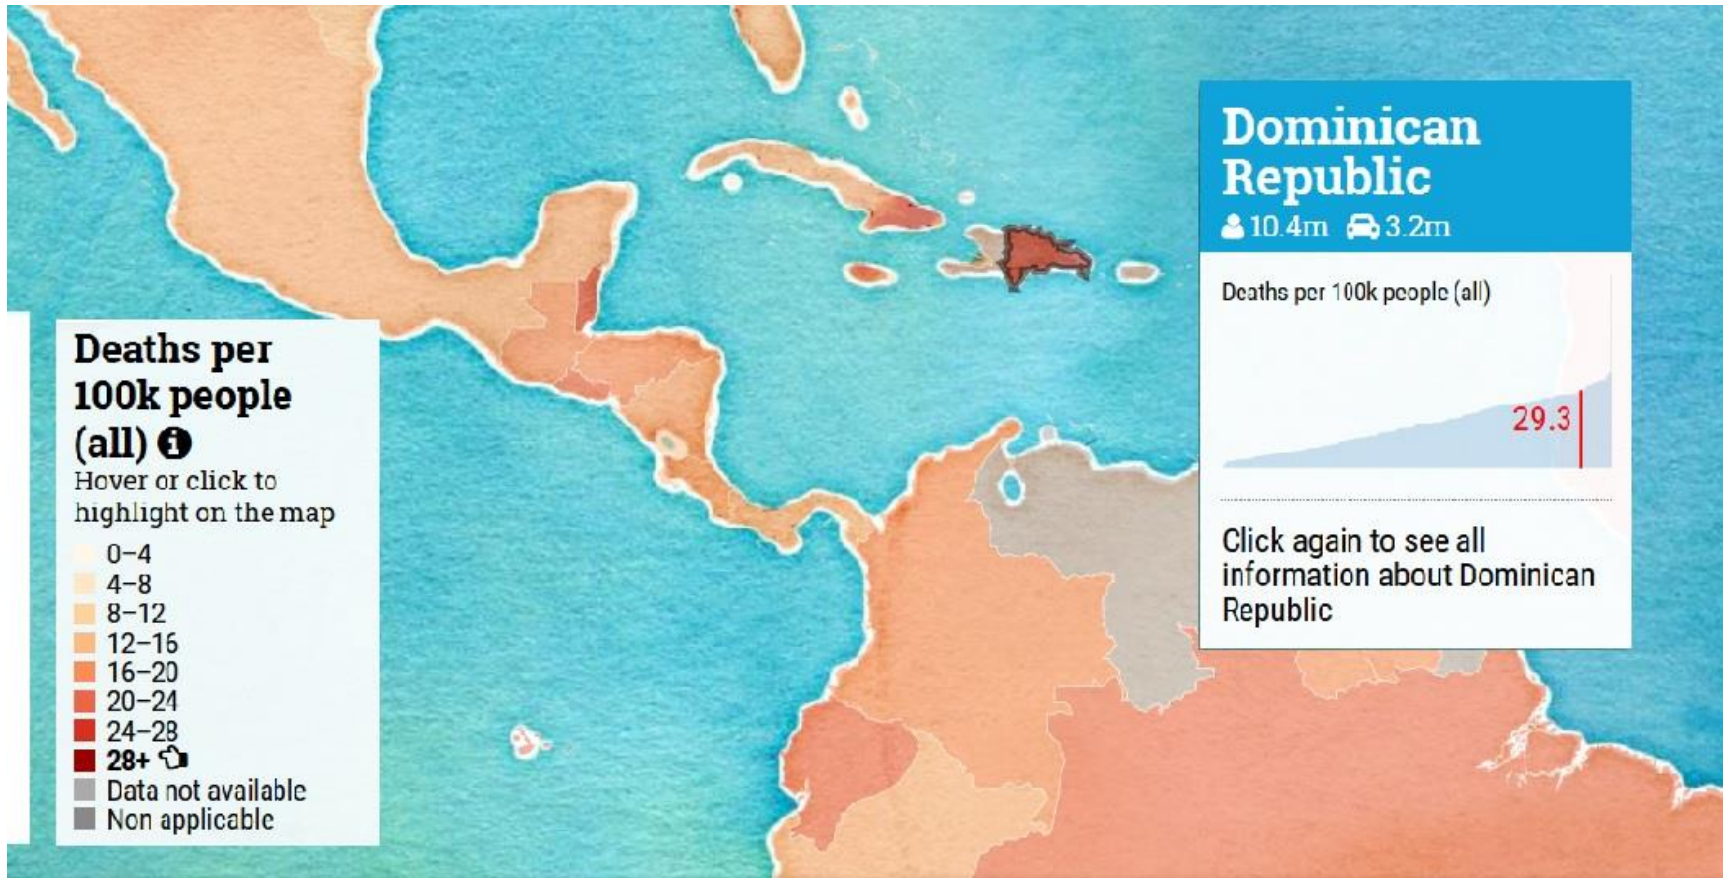 Dominican
Republic
10.4m 3.2m
Deaths per 100k people (all)
29.3
Click again to see all
information about Dominican
Republic
Deaths per
100k people
(all)
Hover or click to
highlight on the map
0–4
4–8
8–12
12–16
16–20
20–24
24–28
28+
Data not available
Non applicable